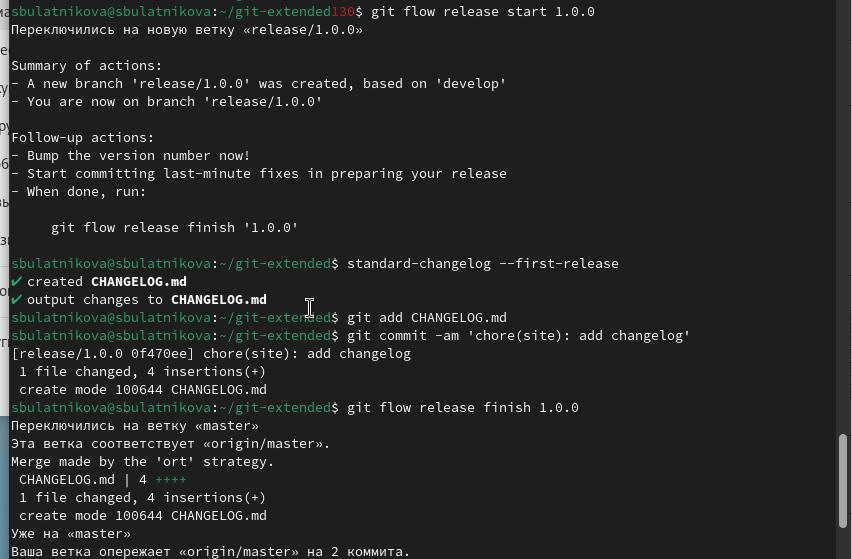 sbulatnikova@sbulatnikova:~/git-extended130$ git flow release start 1.0.0
Переключились на новую ветку «release/1.0.0»
Summary of actions:
- A new branch 'release/1.0.0' was created, based on 'develop'
- You are now on branch 'release/1.0.0'
Follow-up actions:
- Bump the version number now!
- Start committing last-minute fixes in preparing your release
- When done, run:
git flow release finish '1.0.0'
sbulatnikova@sbulatnikova:~/git-extended$ standard-changelog --first-release
✔ created CHANGELOG.md
✔ output changes to CHANGELOG.md
sbulatnikova@sbulatnikova:~/git-extended$ git add CHANGELOG.md
sbulatnikova@sbulatnikova:~/git-extended$ git commit -am 'chore(site): add changelog'
[release/1.0.0 0f470ee] chore(site): add changelog
1 file changed, 4 insertions(+)
create mode 100644 CHANGELOG.md
sbulatnikova@sbulatnikova:~/git-extended$ git flow release finish 1.0.0
Переключились на ветку «master»
Эта ветка соответствует «origin/master».
Merge made by the 'ort' strategy.
CHANGELOG.md | 4 ++++
1 file changed, 4 insertions(+)
create mode 100644 CHANGELOG.md
Уже на «master»
Ваша ветка опережает «origin/master» на 2 коммита.